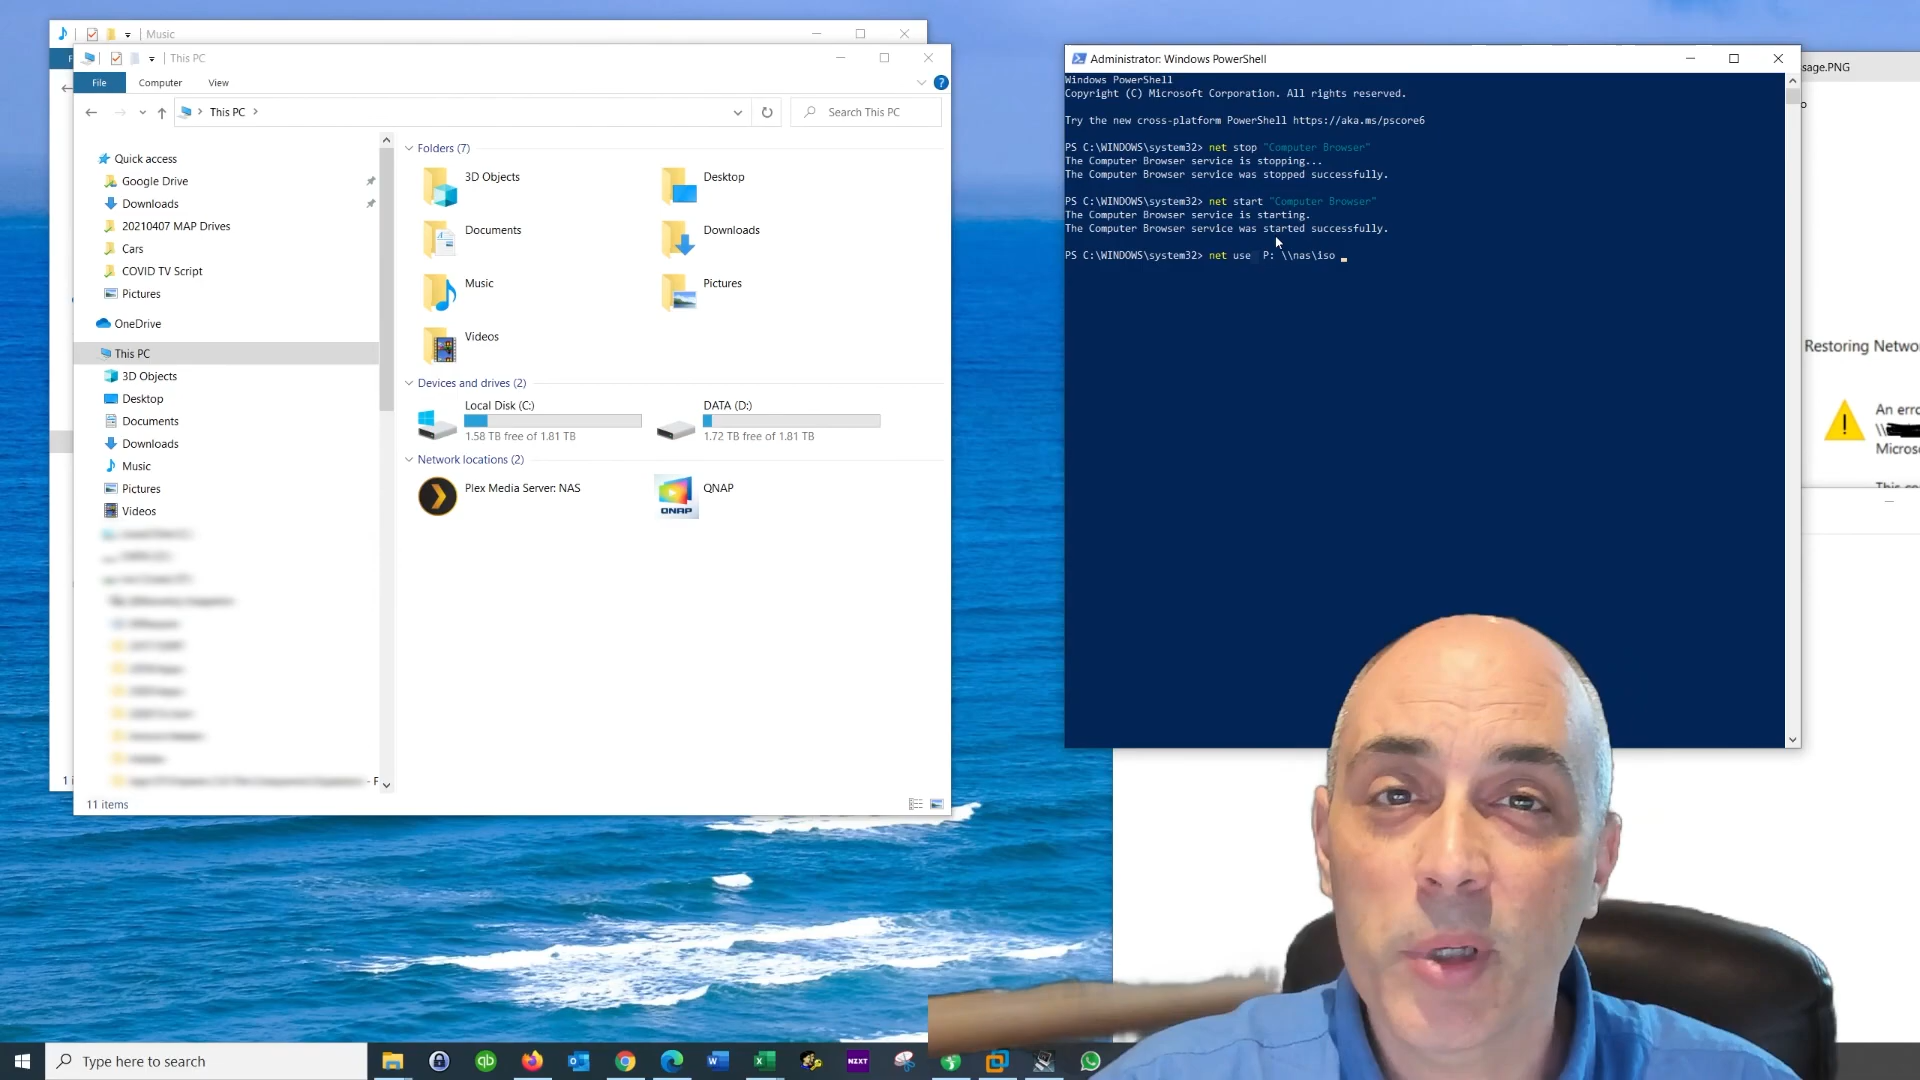 Music
This PC
File
Computer
View
This PC
Search This PC
Quick access
Google Drive
Downloads
20210407 MAP Drives
Cars
COVID TV Script
Pictures
OneDrive
This PC
3D Objects
Desktop
Documents
Downloads
Music
Pictures
Videos
11 items
Folders (7)
3D Objects
Desktop
Documents
Downloads
Music
Pictures
Videos
Devices and drives (2)
Local Disk (C:)
1.58 TB free of 1.81 TB
DATA (D:)
1.72 TB free of 1.81 TB
Network locations (2)
Plex Media Server: NAS
QNAP
QNAP
Administrator: Windows PowerShell
Windows PowerShell
Copyright (C) Microsoft Corporation. All rights reserved.
Try the new cross-platform PowerShell https://aka.ms/pscore6
PS C:\WINDOWS\system32> net stop "Computer Browser"
The Computer Browser service is stopping...
The Computer Browser service was stopped successfully.
PS C:\WINDOWS\system32> net start "Computer Browser"
The Computer Browser service is starting.
The Computer Browser service was started successfully.
PS C:\WINDOWS\system32> net use P: \\nas\iso
sage.PNG
Restoring Netwo
An erro
\\
Micros
Type here to search
NZXT